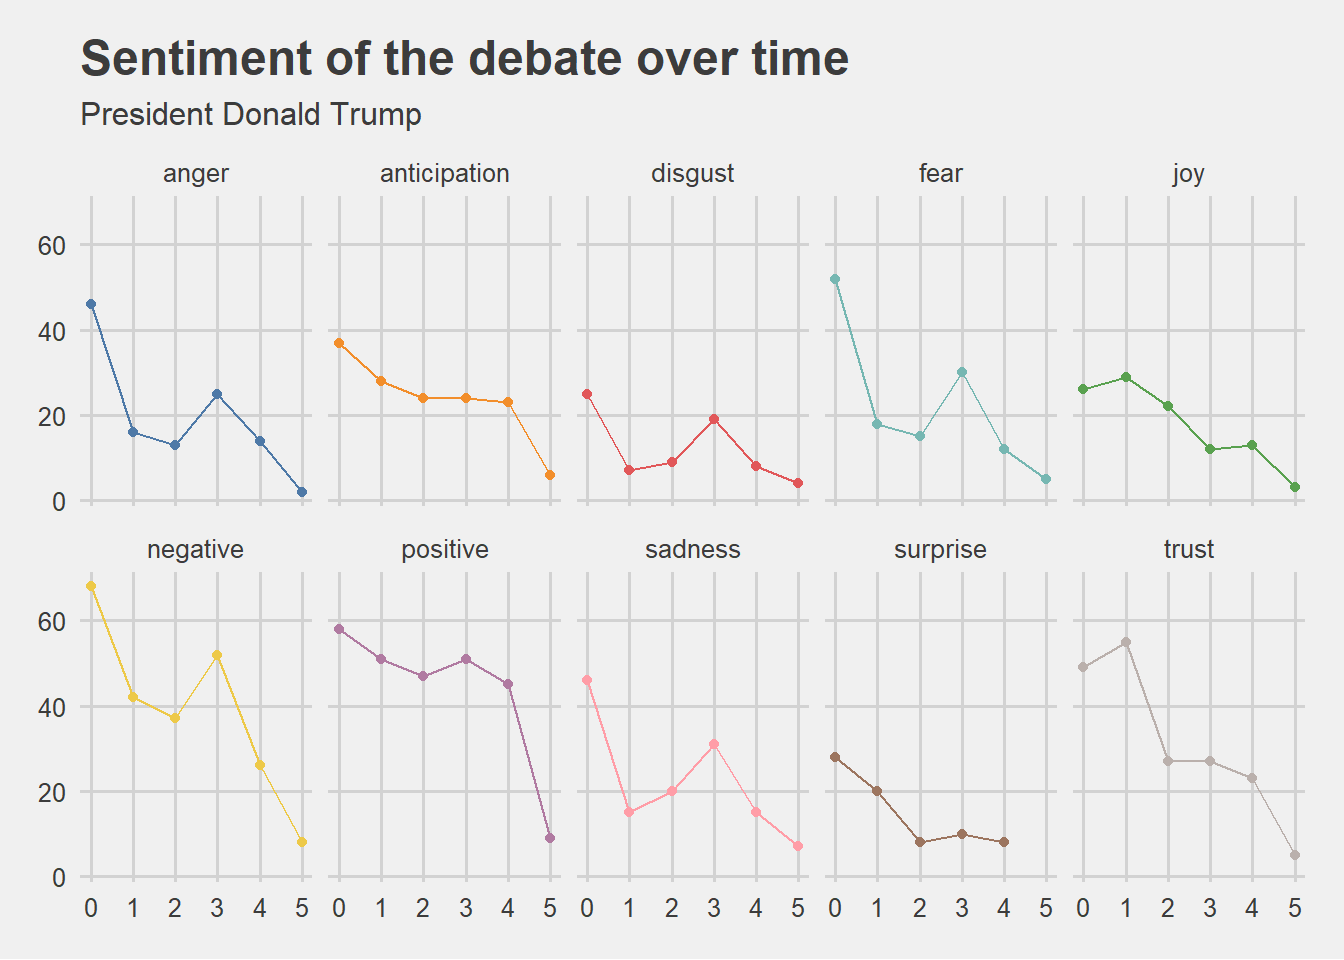 Sentiment of the debate over time
President Donald Trump
anger anticipation disgust fear joy
60
40
20
0
negative positive sadness surprise trust
60
40
20
0
0 1 2 3 4 5 0 1 2 3 4 5 0 1 2 3 4 5 0 1 2 3 4 5 0 1 2 3 4 5